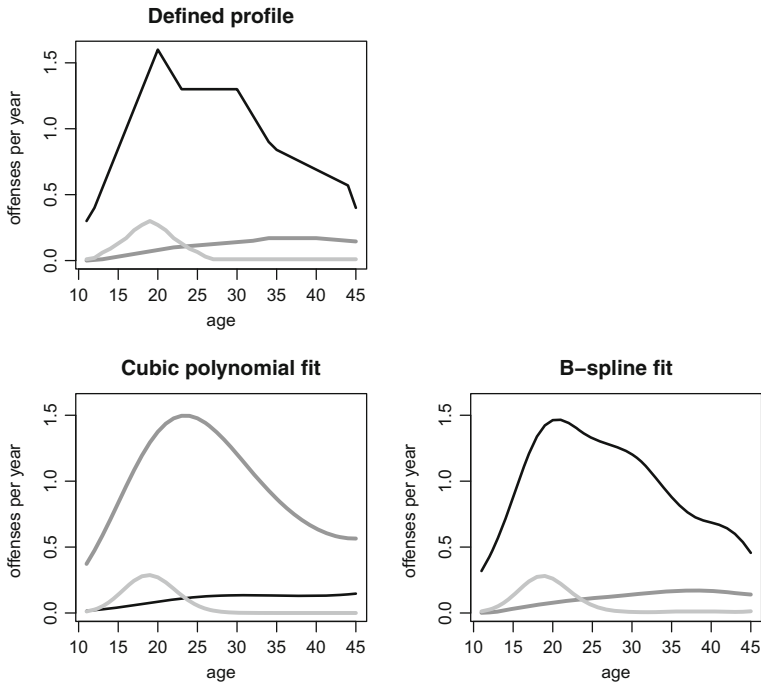 Defined profile
offenses per year
0.0 0.5 1.0 1.5
10 15 20 25 30 35 40 45
age
Cubic polynomial fit
offenses per year
0.0 0.5 1.0 1.5
10 15 20 25 30 35 40 45
age
B−spline fit
offenses per year
0.0 0.5 1.0 1.5
10 15 20 25 30 35 40 45
age